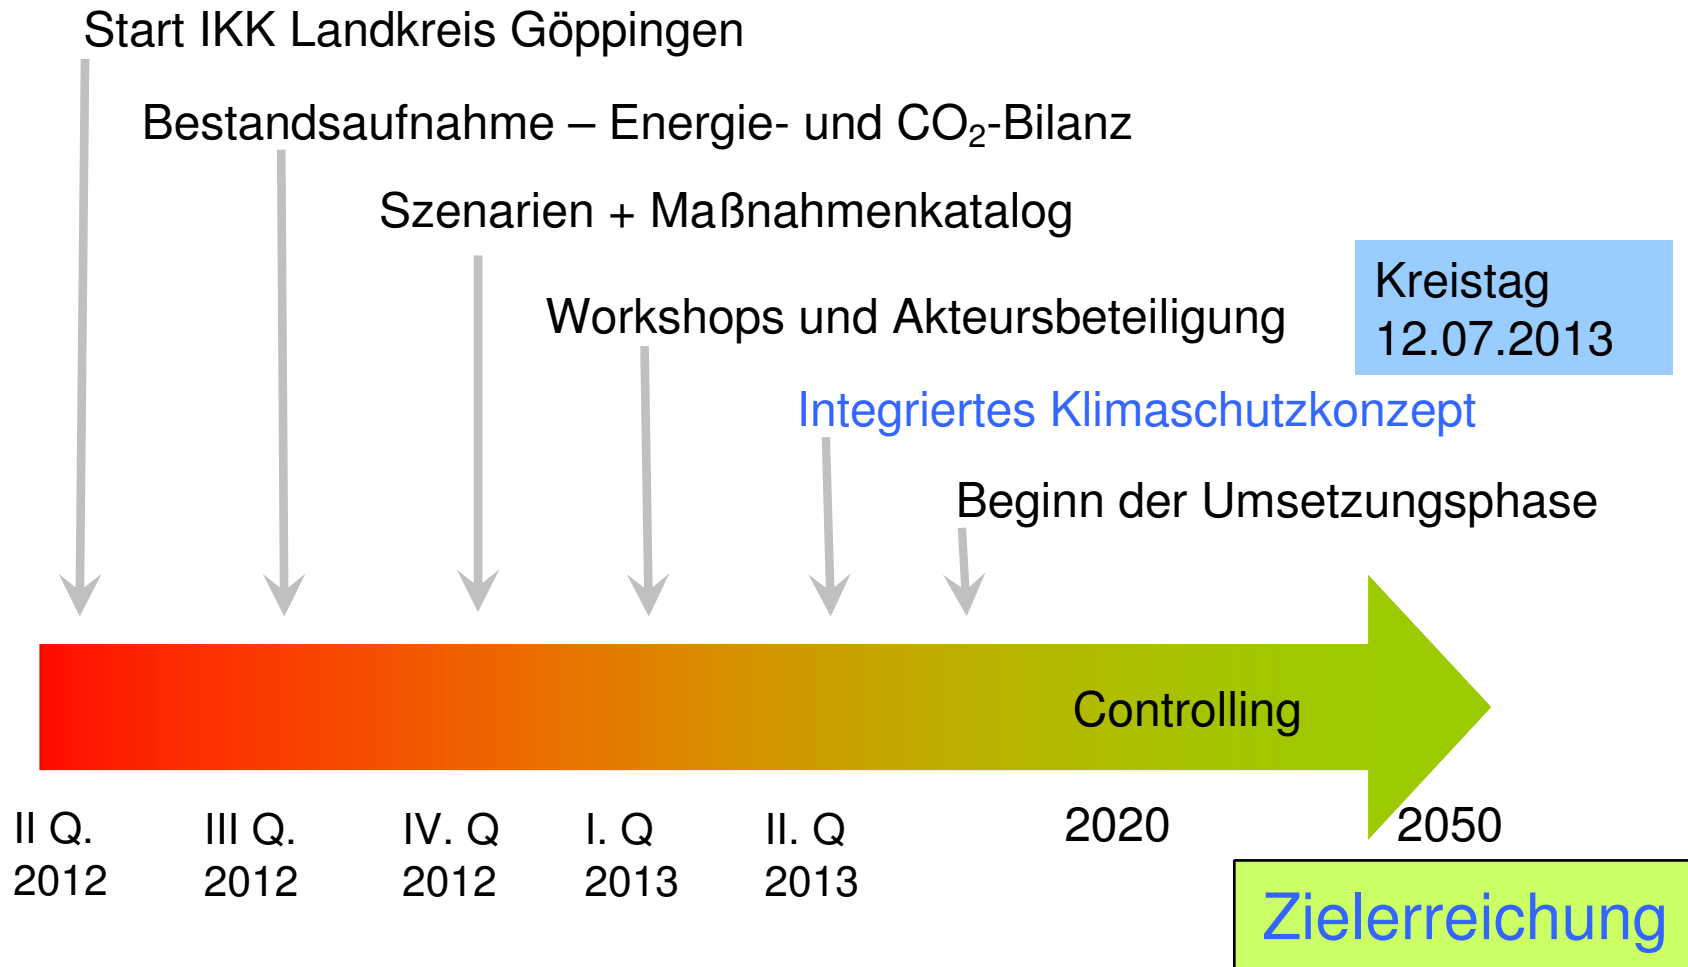 Start IKK Landkreis Göppingen
Bestandsaufnahme – Energie- und CO₂-Bilanz
Szenarien + Maßnahmenkatalog
Workshops und Akteursbeteiligung
Kreistag
12.07.2013
Integriertes Klimaschutzkonzept
Beginn der Umsetzungsphase
Controlling
II Q.
2012
III Q.
2012
IV. Q
2012
I. Q
2013
II. Q
2013
2020
2050
Zielerreichung